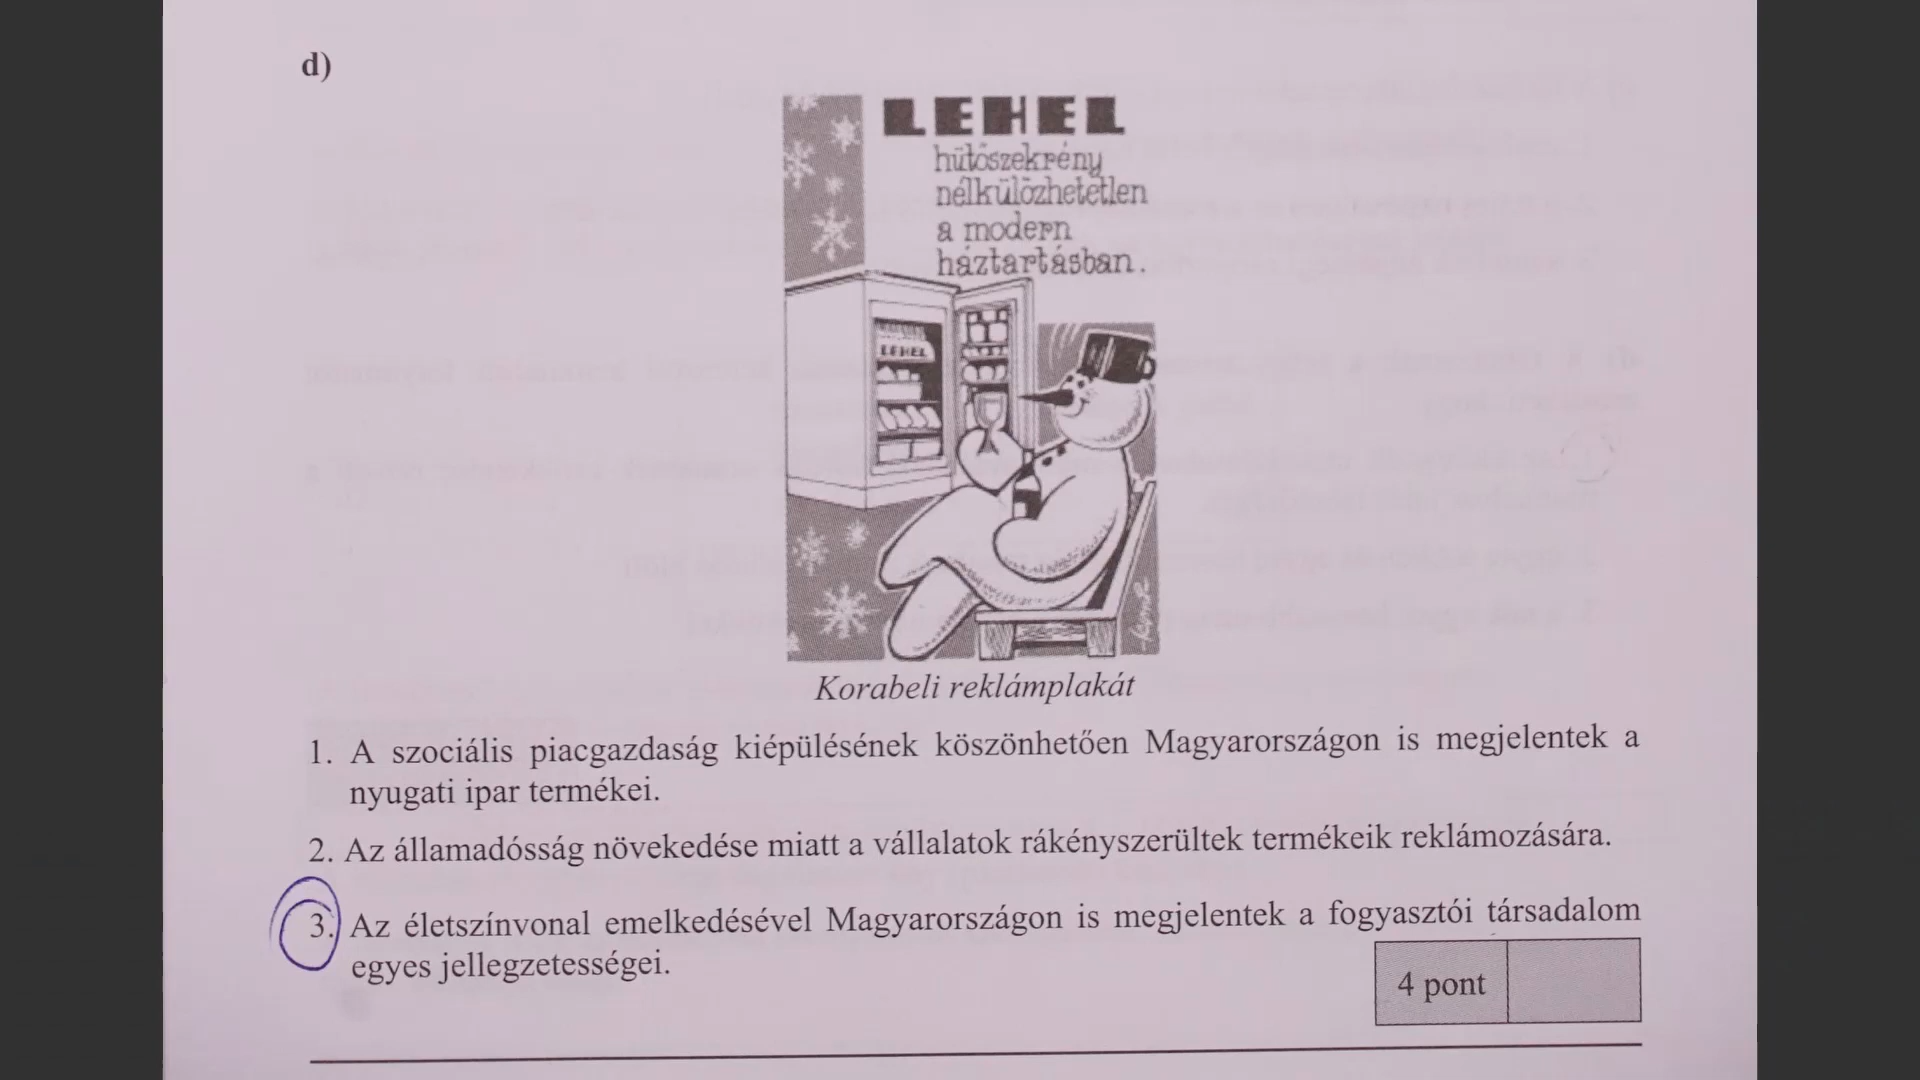 d)
LEHEL
hűtőszekrény
nélkülözhetetlen
a modern
háztartásban.
LEHEL
Korabeli reklámplakát
1. A szociális piacgazdaság kiépülésének köszönhetően Magyarországon is megjelentek a
nyugati ipar termékei.
2. Az államadósság növekedése miatt a vállalatok rákényszerültek termékeik reklámozására.
3. Az életszínvonal emelkedésével Magyarországon is megjelentek a fogyasztói társadalom
egyes jellegzetességei.
4 pont